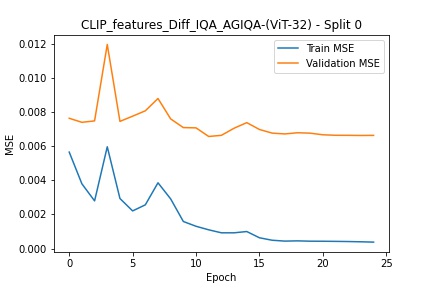 CLIP_features_Diff_IQA_AGIQA-(ViT-32) - Split 0
Train MSE
Validation MSE
MSE
0.012
0.010
0.008
0.006
0.004
0.002
0.000
0 5 10 15 20 25
Epoch